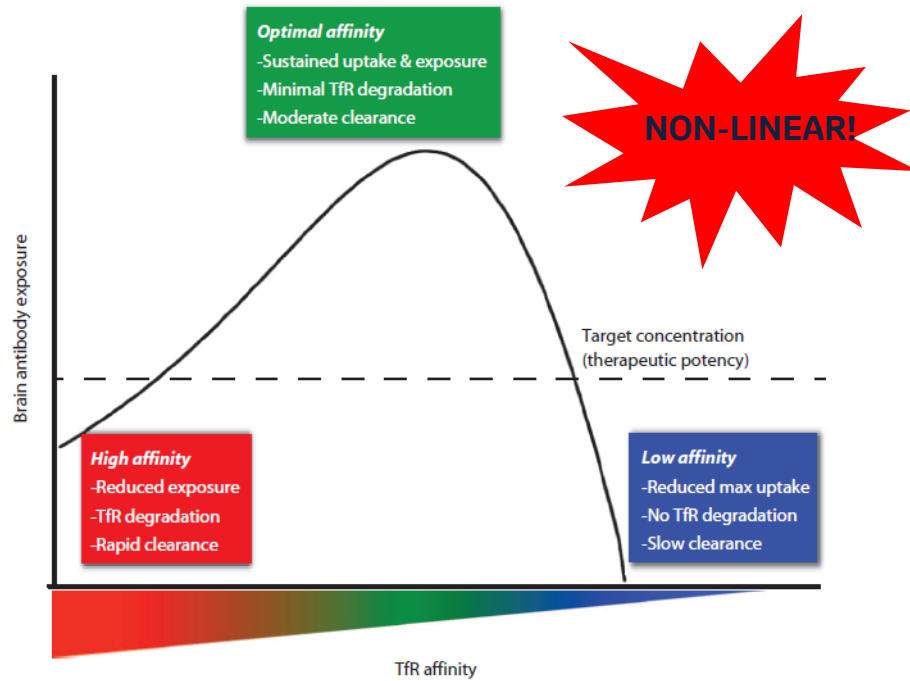 Optimal affinity
-Sustained uptake & exposure
-Minimal TfR degradation
-Moderate clearance
NON-LINEAR!
Brain antibody exposure
Target concentration
(therapeutic potency)
High affinity
-Reduced exposure
-TfR degradation
-Rapid clearance
Low affinity
-Reduced max uptake
-No TfR degradation
-Slow clearance
TfR affinity